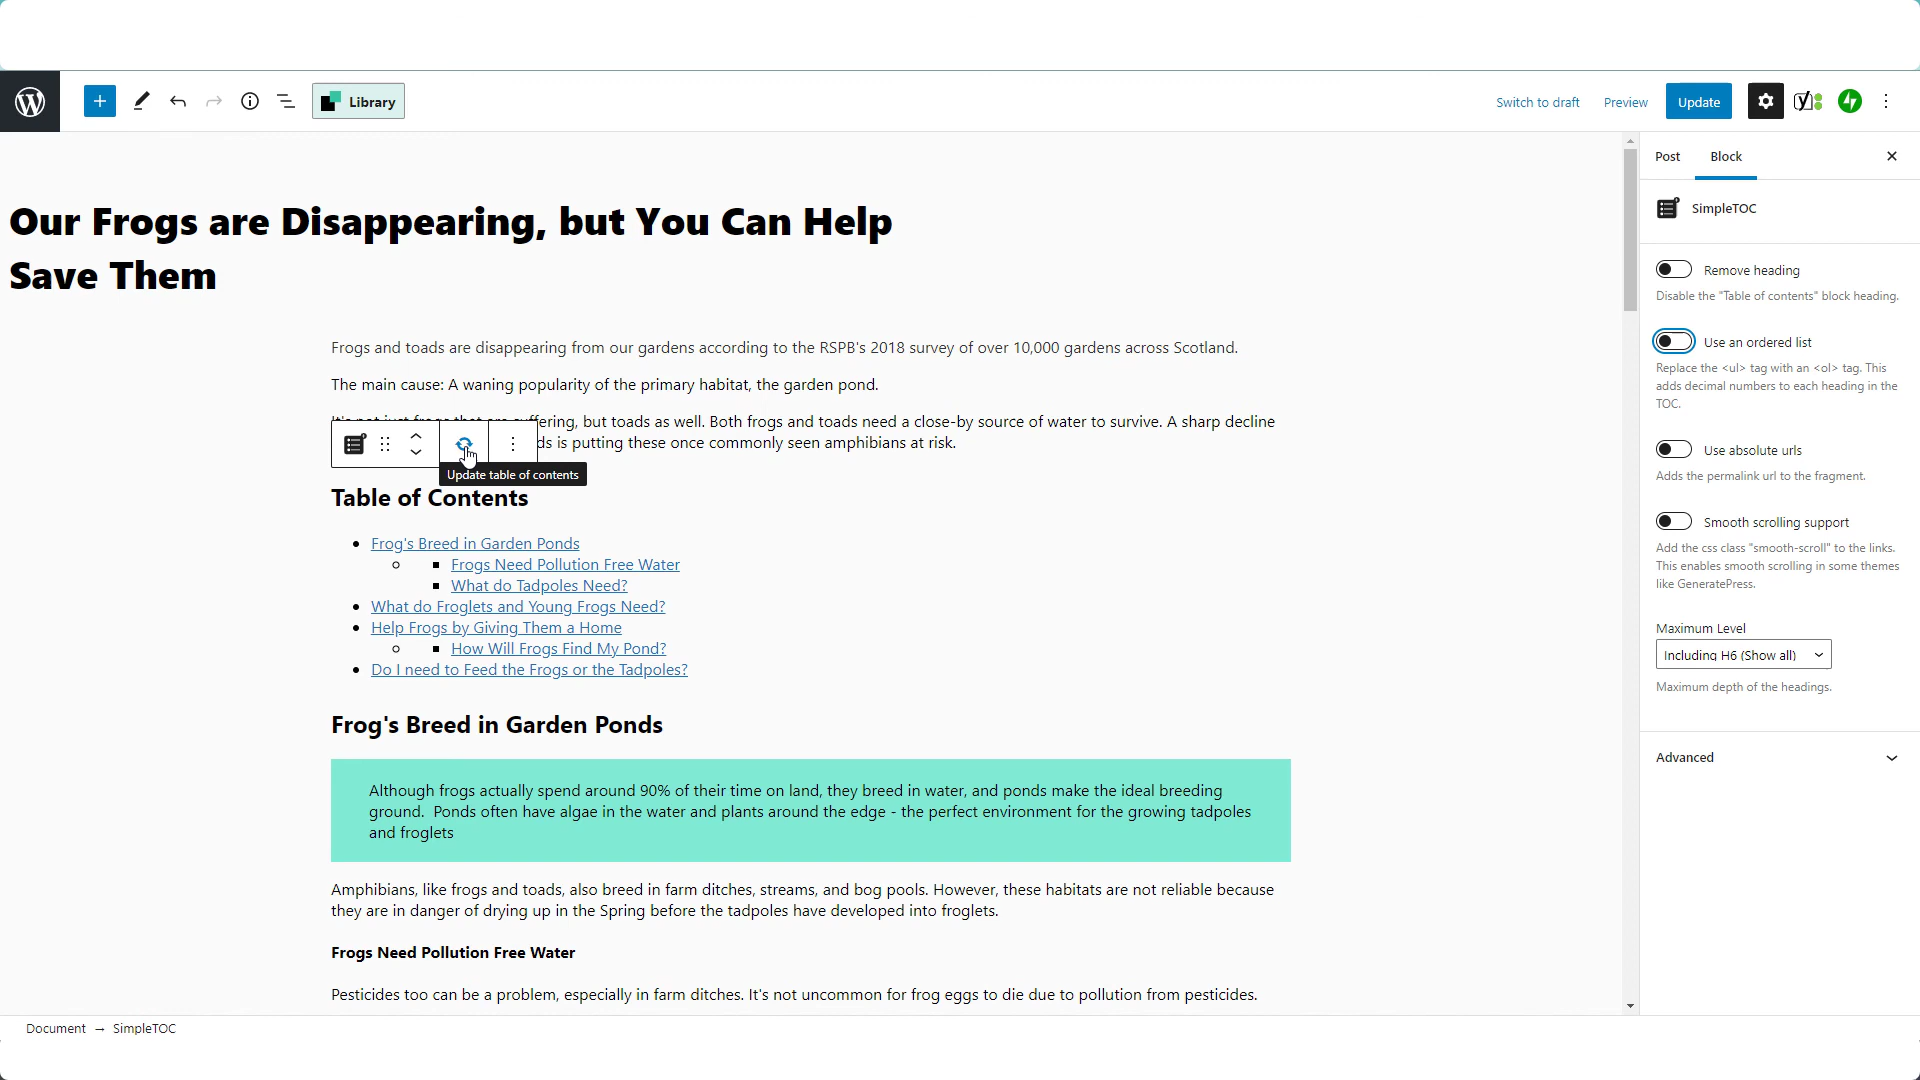 Library
Switch to draft
Preview
Update
Post
Block
Our Frogs are Disappearing, but You Can Help
Save Them
Frogs and toads are disappearing from our gardens according to the RSPB's 2018 survey of over 10,000 gardens across Scotland.
The main cause: A waning popularity of the primary habitat, the garden pond.
It's not just frogs that are suffering, but toads as well. Both frogs and toads need a close-by source of water to survive. A sharp decline
ds is putting these once commonly seen amphibians at risk.
Update table of contents
Table of Contents
Frog's Breed in Garden Ponds
Frogs Need Pollution Free Water
What do Tadpoles Need?
What do Froglets and Young Frogs Need?
Help Frogs by Giving Them a Home
How Will Frogs Find My Pond?
Do I need to Feed the Frogs or the Tadpoles?
Frog's Breed in Garden Ponds
Although frogs actually spend around 90% of their time on land, they breed in water, and ponds make the ideal breeding
ground.  Ponds often have algae in the water and plants around the edge - the perfect environment for the growing tadpoles
and froglets
Amphibians, like frogs and toads, also breed in farm ditches, streams, and bog pools. However, these habitats are not reliable because
they are in danger of drying up in the Spring before the tadpoles have developed into froglets.
Frogs Need Pollution Free Water
Pesticides too can be a problem, especially in farm ditches. It's not uncommon for frog eggs to die due to pollution from pesticides.
SimpleTOC
Remove heading
Disable the "Table of contents" block heading.
Use an ordered list
Replace the <ul> tag with an <ol> tag. This
adds decimal numbers to each heading in the
TOC.
Use absolute urls
Adds the permalink url to the fragment.
Smooth scrolling support
Add the css class "smooth-scroll" to the links.
This enables smooth scrolling in some themes
like GeneratePress.
Maximum Level
Including H6 (Show all)
Maximum depth of the headings.
Advanced
Document → SimpleTOC